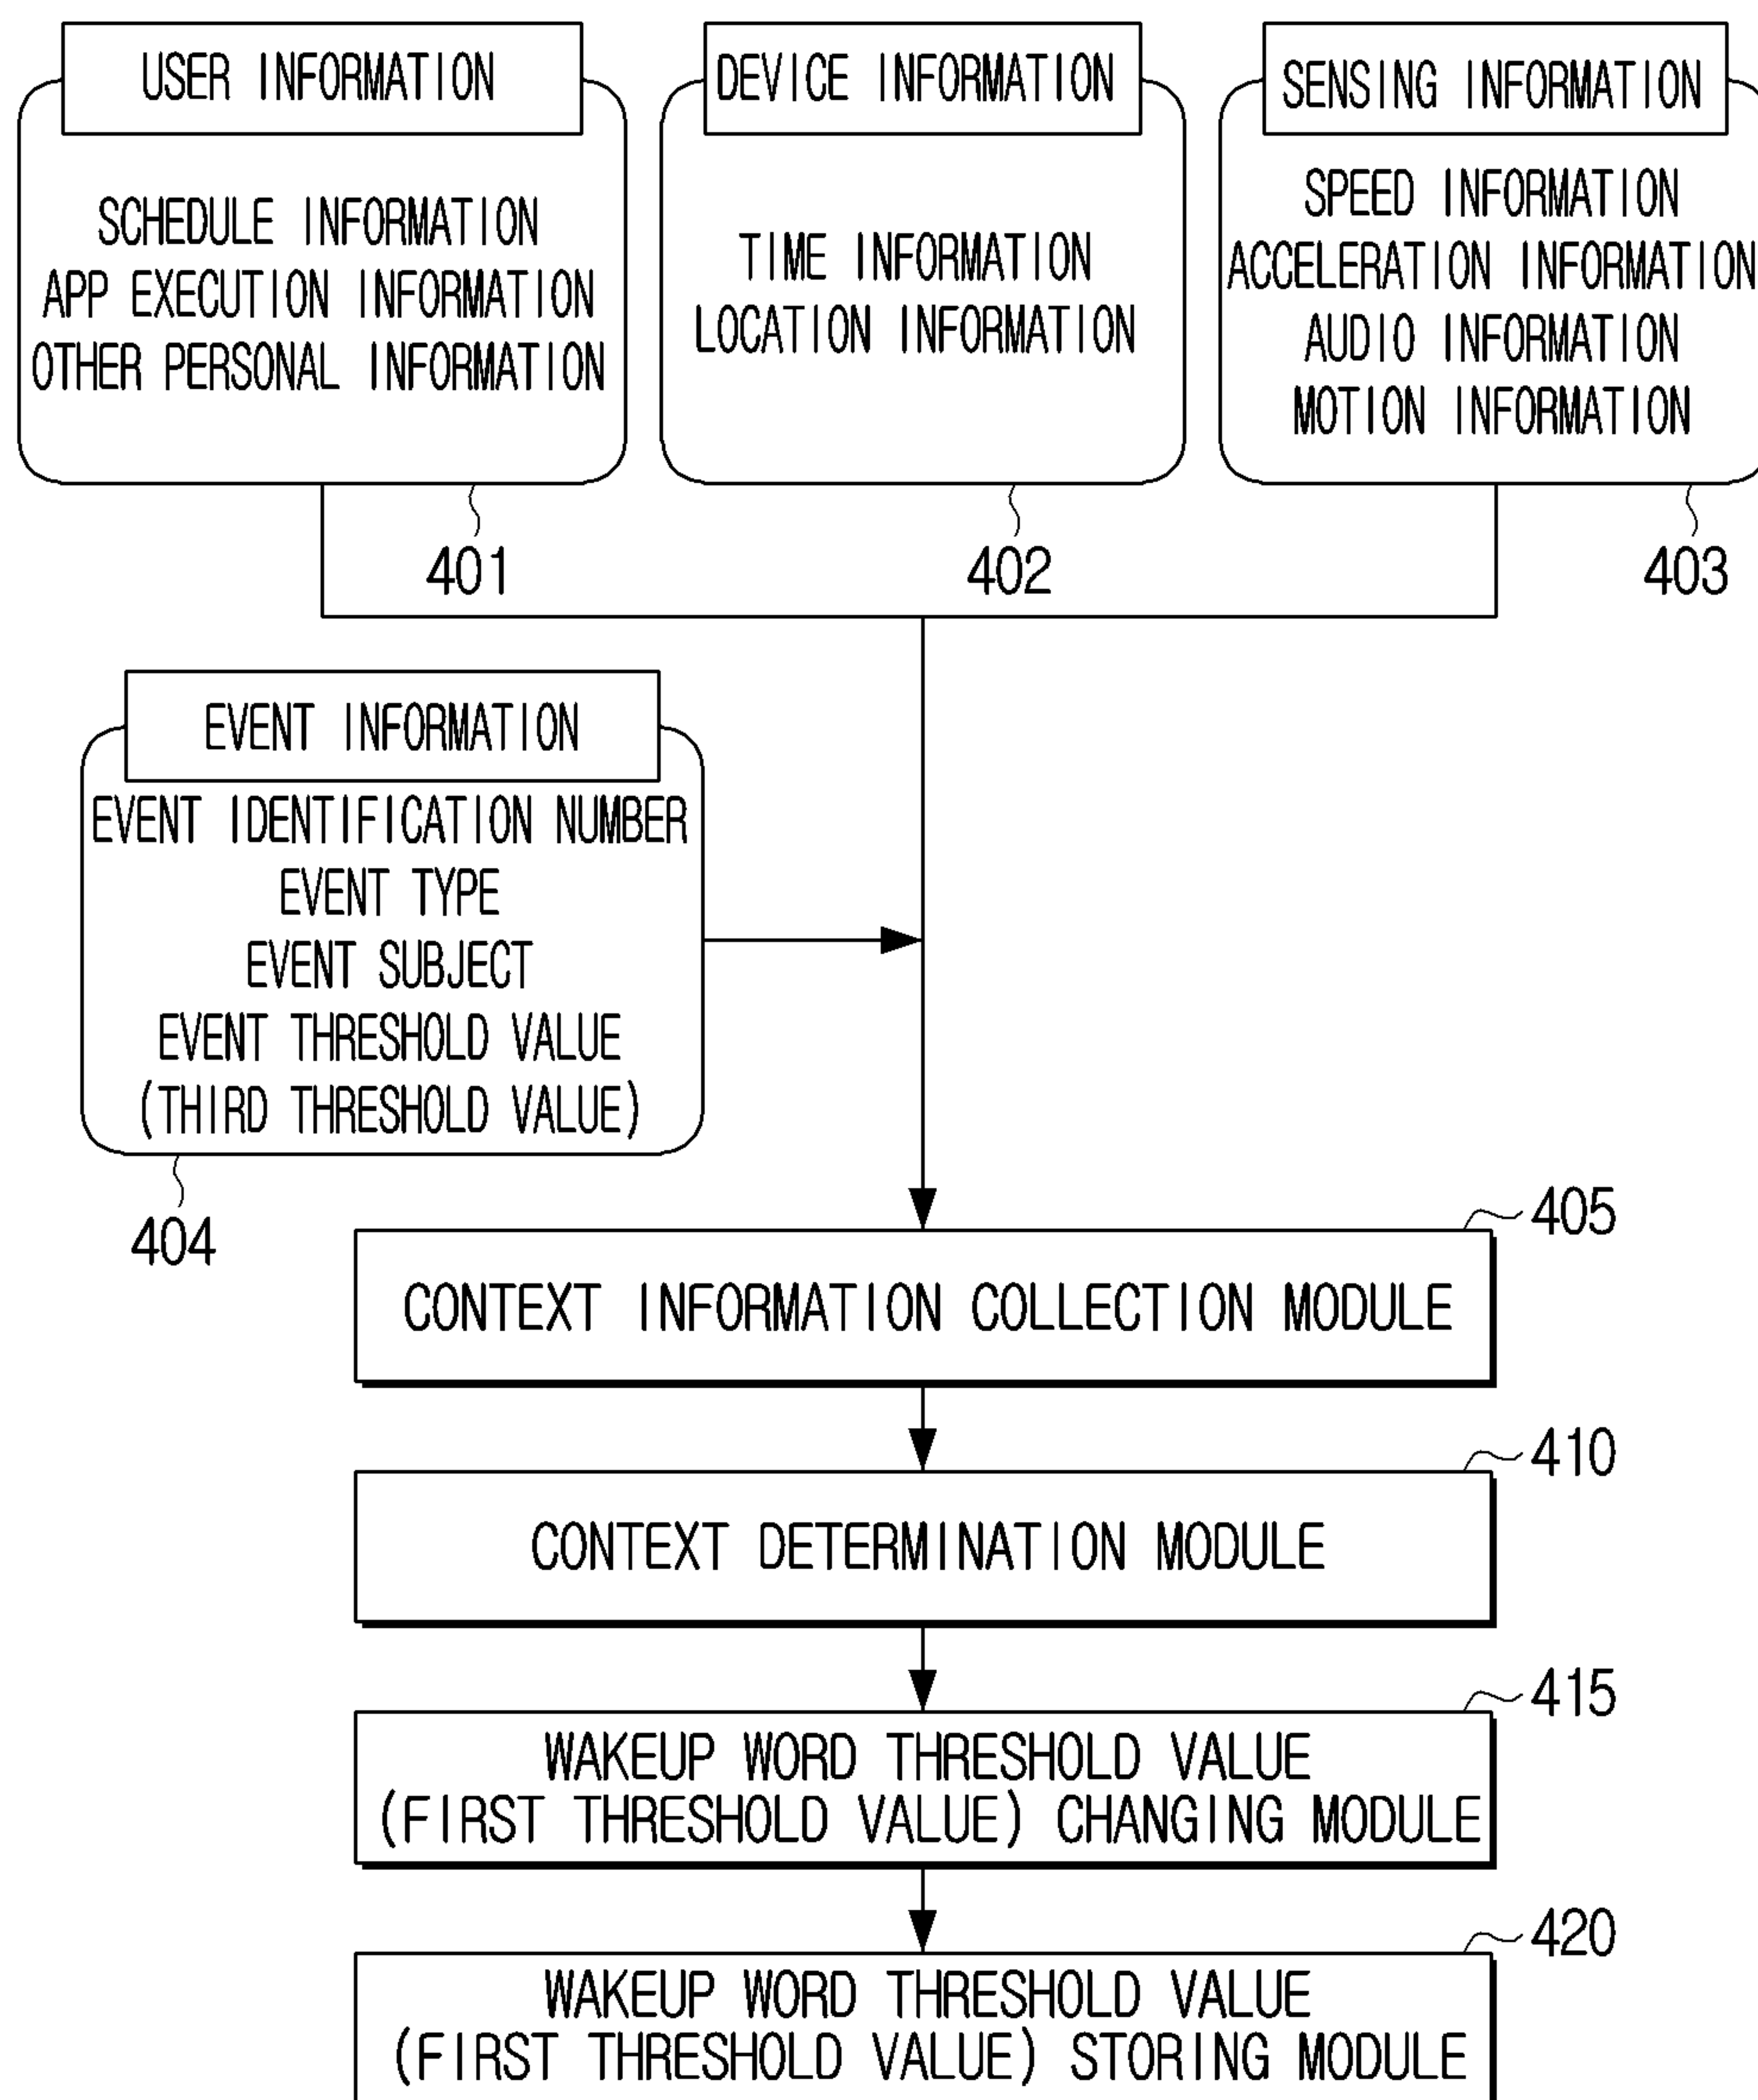 USER INFORMATION
SCHEDULE INFORMATION
APP EXECUTION INFORMATION
OTHER PERSONAL INFORMATION
401
DEVICE INFORMATION
TIME INFORMATION
LOCATION INFORMATION
402
SENSING INFORMATION
SPEED INFORMATION
ACCELERATION INFORMATION
AUDIO INFORMATION
MOTION INFORMATION
403
EVENT INFORMATION
EVENT IDENTIFICATION NUMBER
EVENT TYPE
EVENT SUBJECT
EVENT THRESHOLD VALUE
(THIRD THRESHOLD VALUE)
404
405
CONTEXT INFORMATION COLLECTION MODULE
410
CONTEXT DETERMINATION MODULE
415
WAKEUP WORD THRESHOLD VALUE
(FIRST THRESHOLD VALUE) CHANGING MODULE
420
WAKEUP WORD THRESHOLD VALUE
(FIRST THRESHOLD VALUE) STORING MODULE